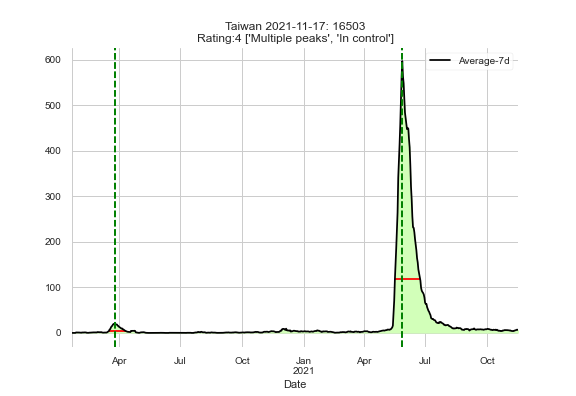 Taiwan 2021-11-17: 16503
Rating:4 ['Multiple peaks', 'In control']
Average-7d
600
500
400
300
200
100
0
Apr
Jul
Oct
Jan
2021
Apr
Jul
Oct
Date